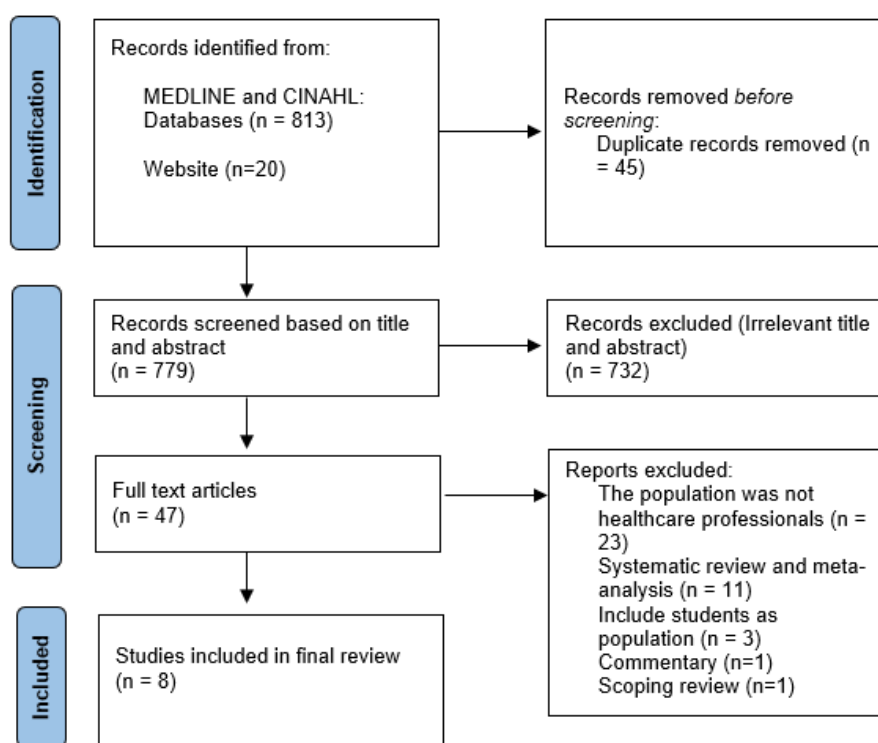 Identification
Records identified from:
MEDLINE and CINAHL:
Databases (n = 813)
Website (n=20)
Records removed before
screening:
Duplicate records removed (n
= 45)
Screening
Records screened based on title
and abstract
(n = 779)
Records excluded (Irrelevant title
and abstract)
(n = 732)
Full text articles
(n = 47)
Reports excluded:
The population was not
healthcare professionals (n =
23)
Systematic review and meta-
analysis (n = 11)
Include students as
population (n = 3)
Commentary (n=1)
Scoping review (n=1)
Included
Studies included in final review
(n = 8)